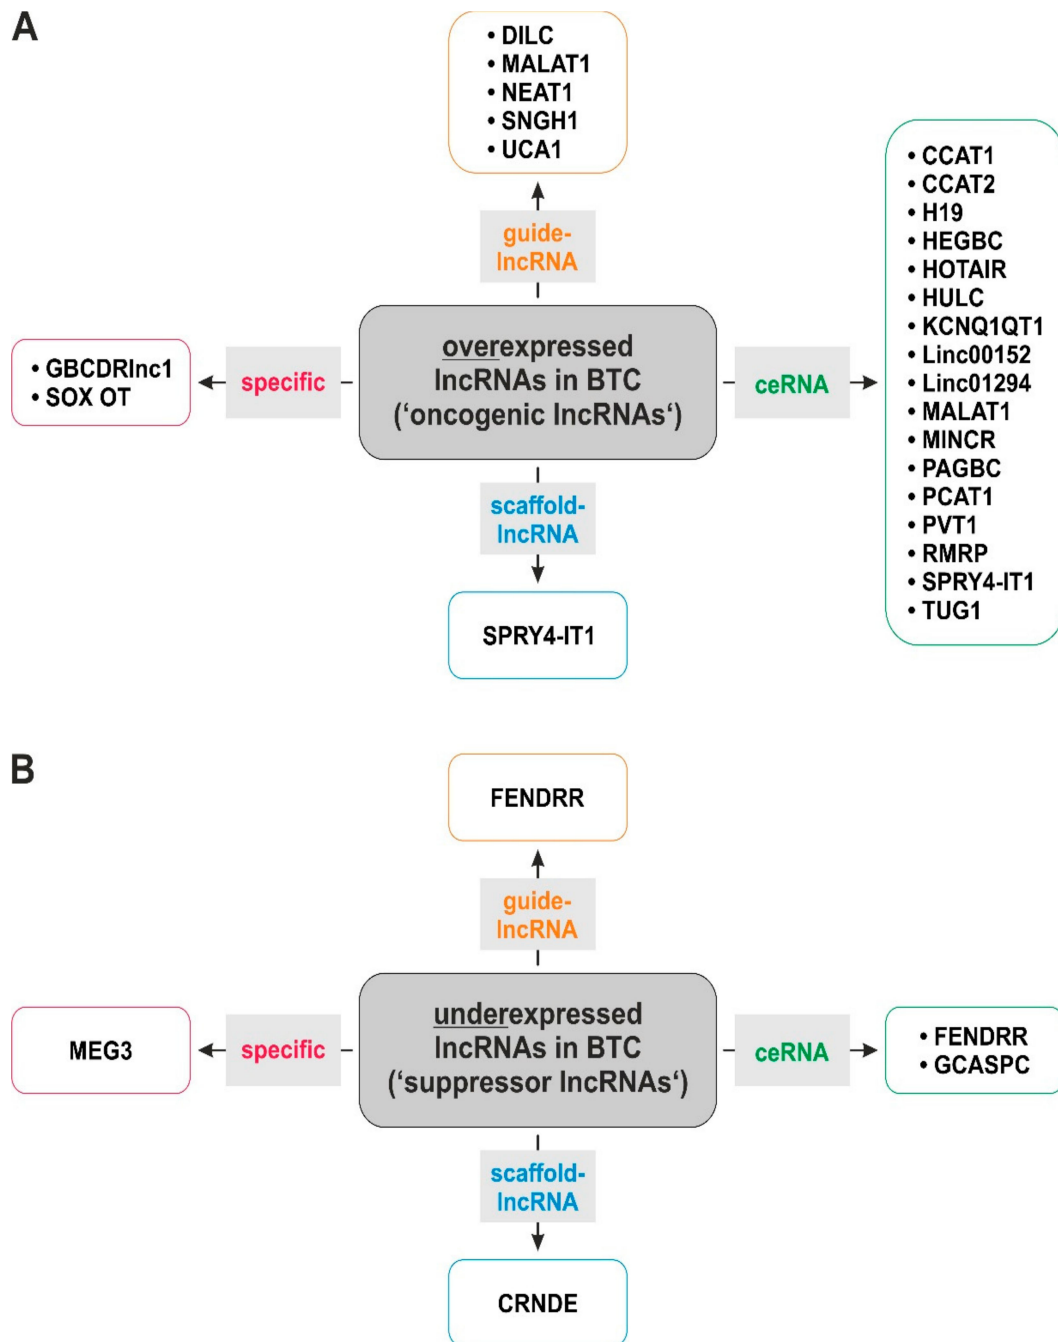 A
• DILC
• MALAT1
• NEAT1
• SNGH1
• UCA1
guide-
lncRNA
• CCAT1
• CCAT2
• H19
• HEGBC
• HOTAIR
• HULC
• KCNQ1QT1
• Linc00152
• Linc01294
• MALAT1
• MINCR
• PAGBC
• PCAT1
• PVT1
• RMRP
• SPRY4-IT1
• TUG1
• GBCDRlnc1
• SOX OT
specific
overexpressed
lncRNAs in BTC
(‘oncogenic lncRNAs‘)
ceRNA
scaffold-
lncRNA
SPRY4-IT1
B
FENDRR
guide-
lncRNA
MEG3
specific
underexpressed
lncRNAs in BTC
(‘suppressor lncRNAs‘)
ceRNA
• FENDRR
• GCASPC
scaffold-
lncRNA
CRNDE